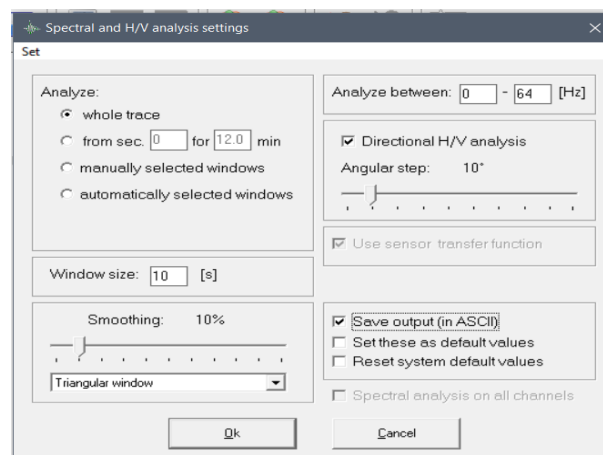 Spectral and H/V analysis settings
Set
Analyze:
whole trace
from sec. 0 for 12.0 min
manually selected windows
automatically selected windows
Window size: 10 [s]
Smoothing: 10%
Triangular window
Analyze between: 0 - 64 [Hz]
Directional H/V analysis
Angular step: 10°
Use sensor transfer function
Save output (in ASCII)
Set these as default values
Reset system default values
Spectral analysis on all channels
Ok
Cancel